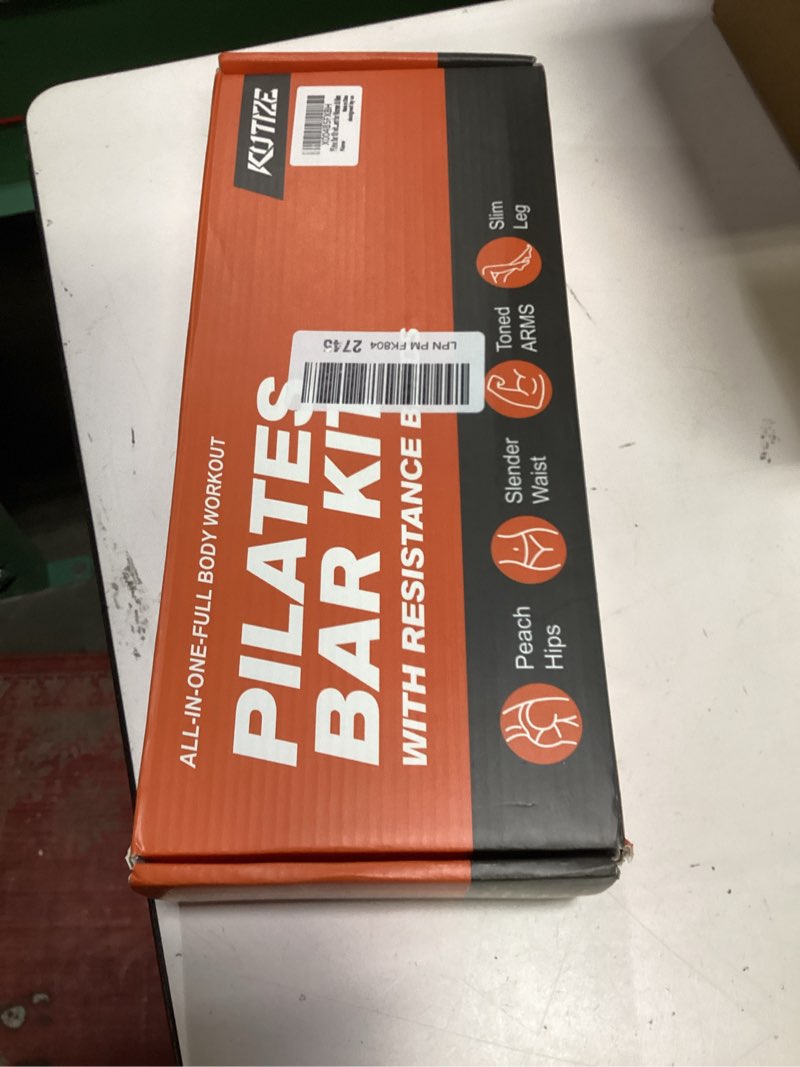 KUTIZE
ALL-IN-ONE-FULL BODY WORKOUT
PILATES
BAR KIT
WITH RESISTANCE
LPN PM FK804 2745
Peach
Hips
Slender
Waist
Toned
ARMS
Slim
Leg